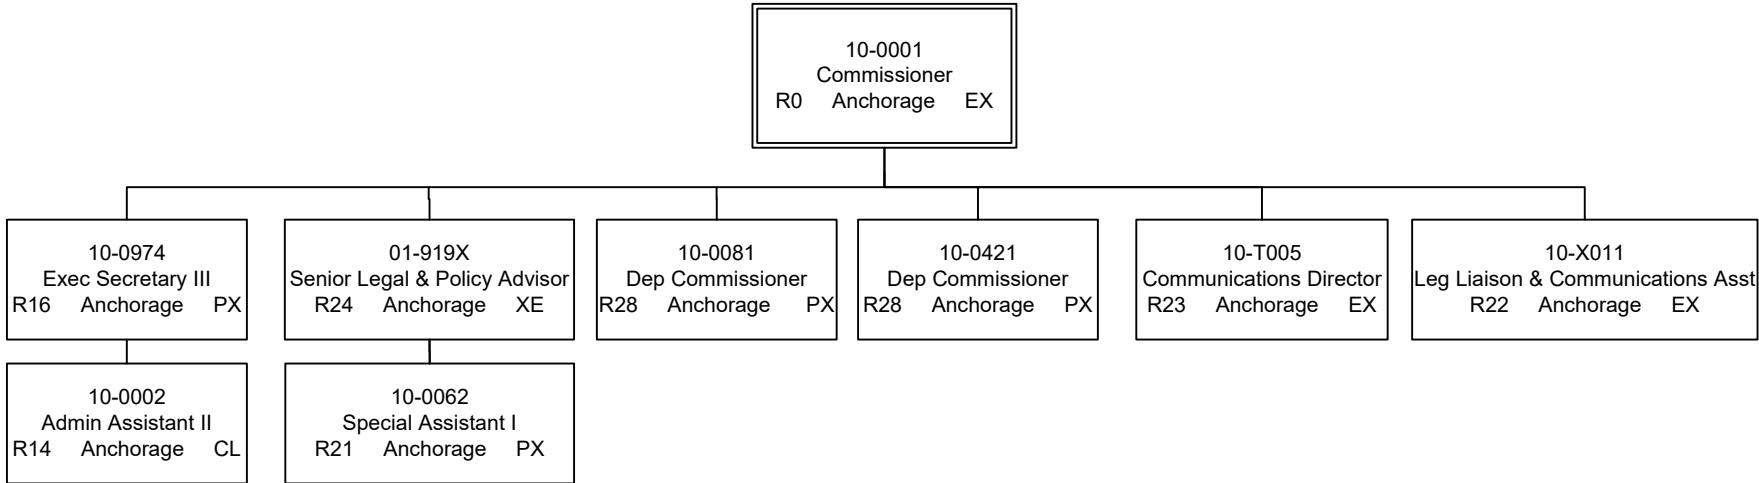 10-0001
Commissioner
R0 Anchorage EX
10-0974
Exec Secretary III
R16 Anchorage PX
01-919X
Senior Legal & Policy Advisor
R24 Anchorage XE
10-0081
Dep Commissioner
R28 Anchorage PX
10-0421
Dep Commissioner
R28 Anchorage PX
10-T005
Communications Director
R23 Anchorage EX
10-X011
Leg Liaison & Communications Asst
R22 Anchorage EX
10-0002
Admin Assistant II
R14 Anchorage CL
10-0062
Special Assistant I
R21 Anchorage PX